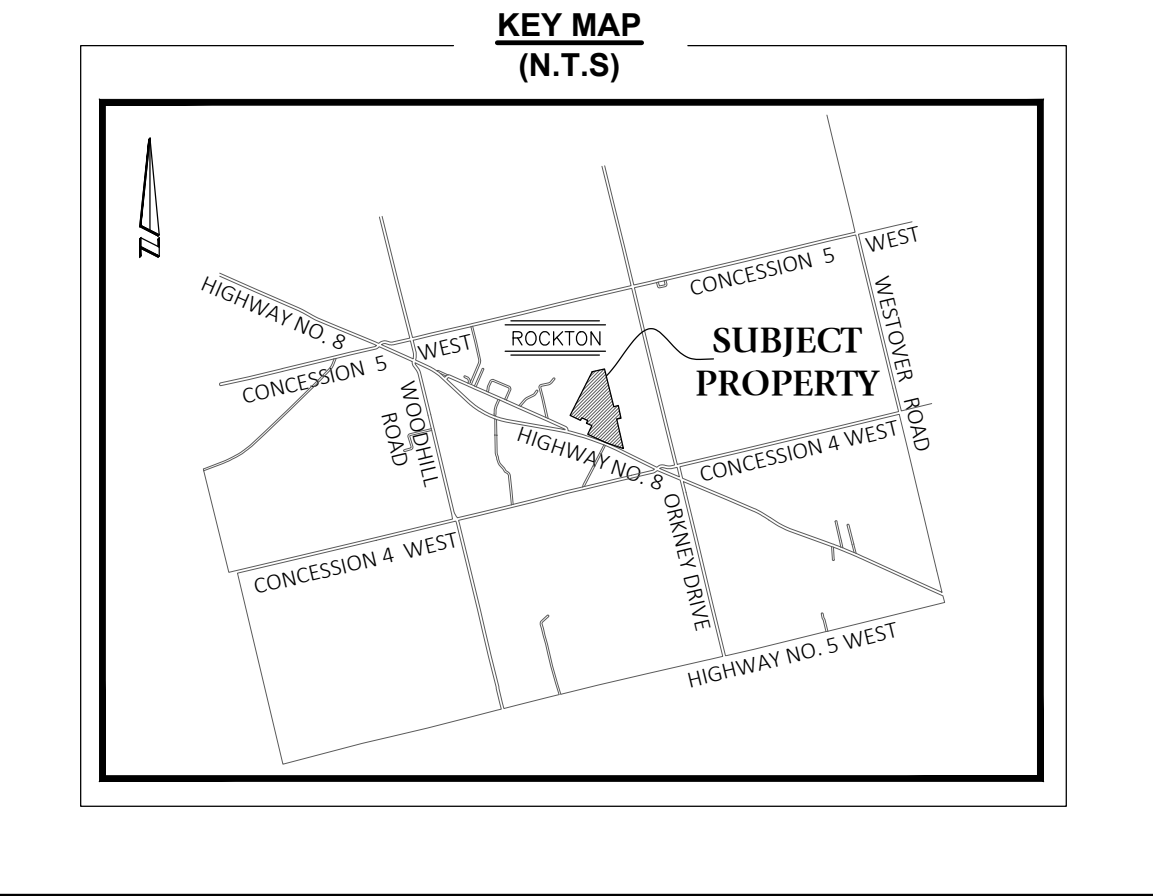 KEY MAP
(N.T.S)
HIGHWAY NO. 8
CONCESSION 5
WEST
ROCKTON
CONCESSION 5
WEST
SUBJECT
PROPERTY
WESTOVER ROAD
WOODHILL
ROAD
HIGHWAY NO. 8
CONCESSION 4 WEST
ORKNEY DRIVE
CONCESSION 4 WEST
HIGHWAY NO. 5 WEST